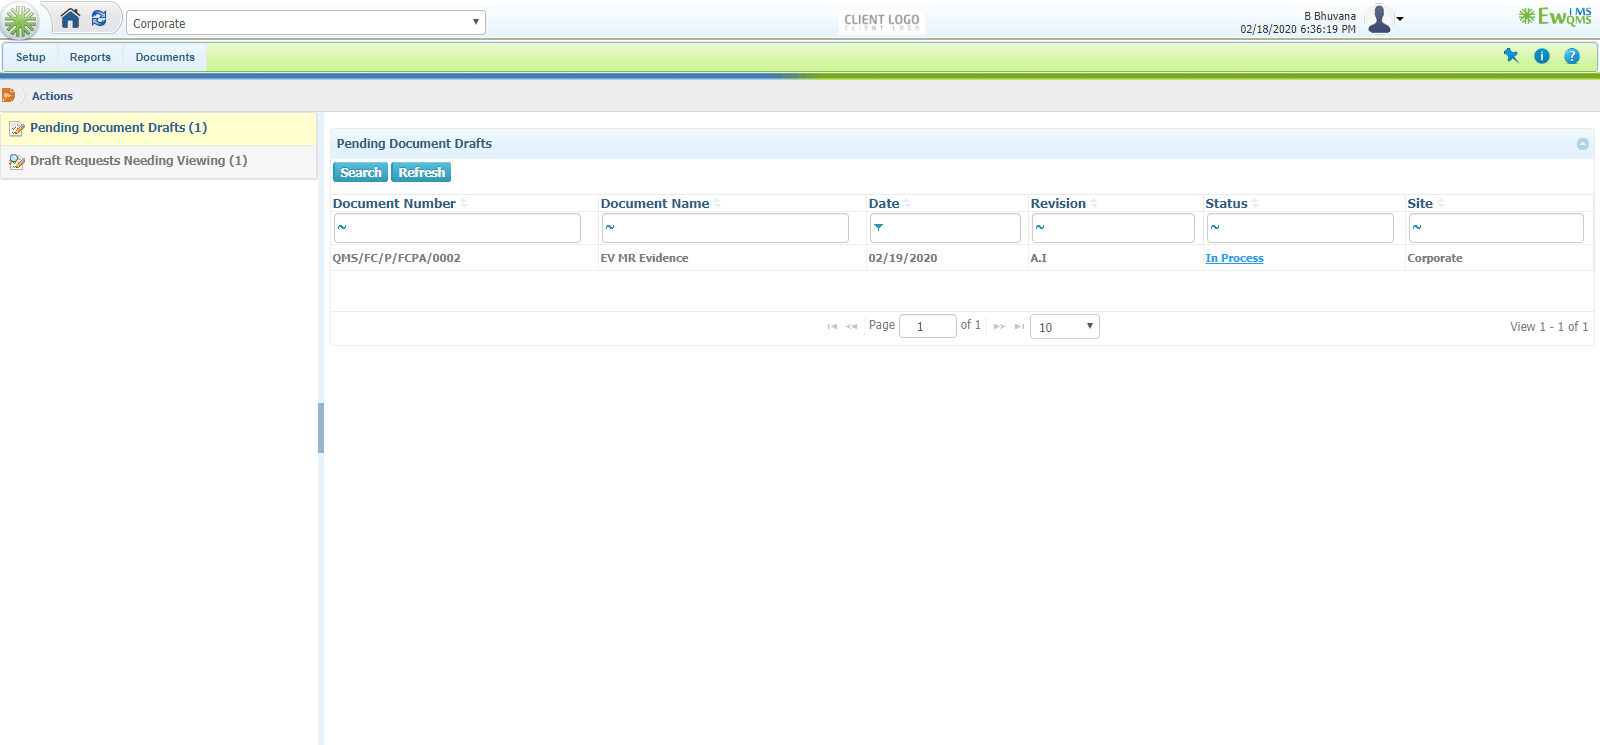 Corporate
CLIENT LOGO
CLIENT LOGO
B Bhuvana
02/18/2020 6:36:19 PM
EwQMS
IMS
Setup Reports Documents
Actions
Pending Document Drafts (1)
Draft Requests Needing Viewing (1)
Pending Document Drafts
Search Refresh
Document Number Document Name Date Revision Status Site
~ ~ ~ ~ ~
QMS/FC/P/FCPA/0002 EV MR Evidence 02/19/2020 A.I In Process Corporate
Page 1 of 1 10 View 1 - 1 of 1